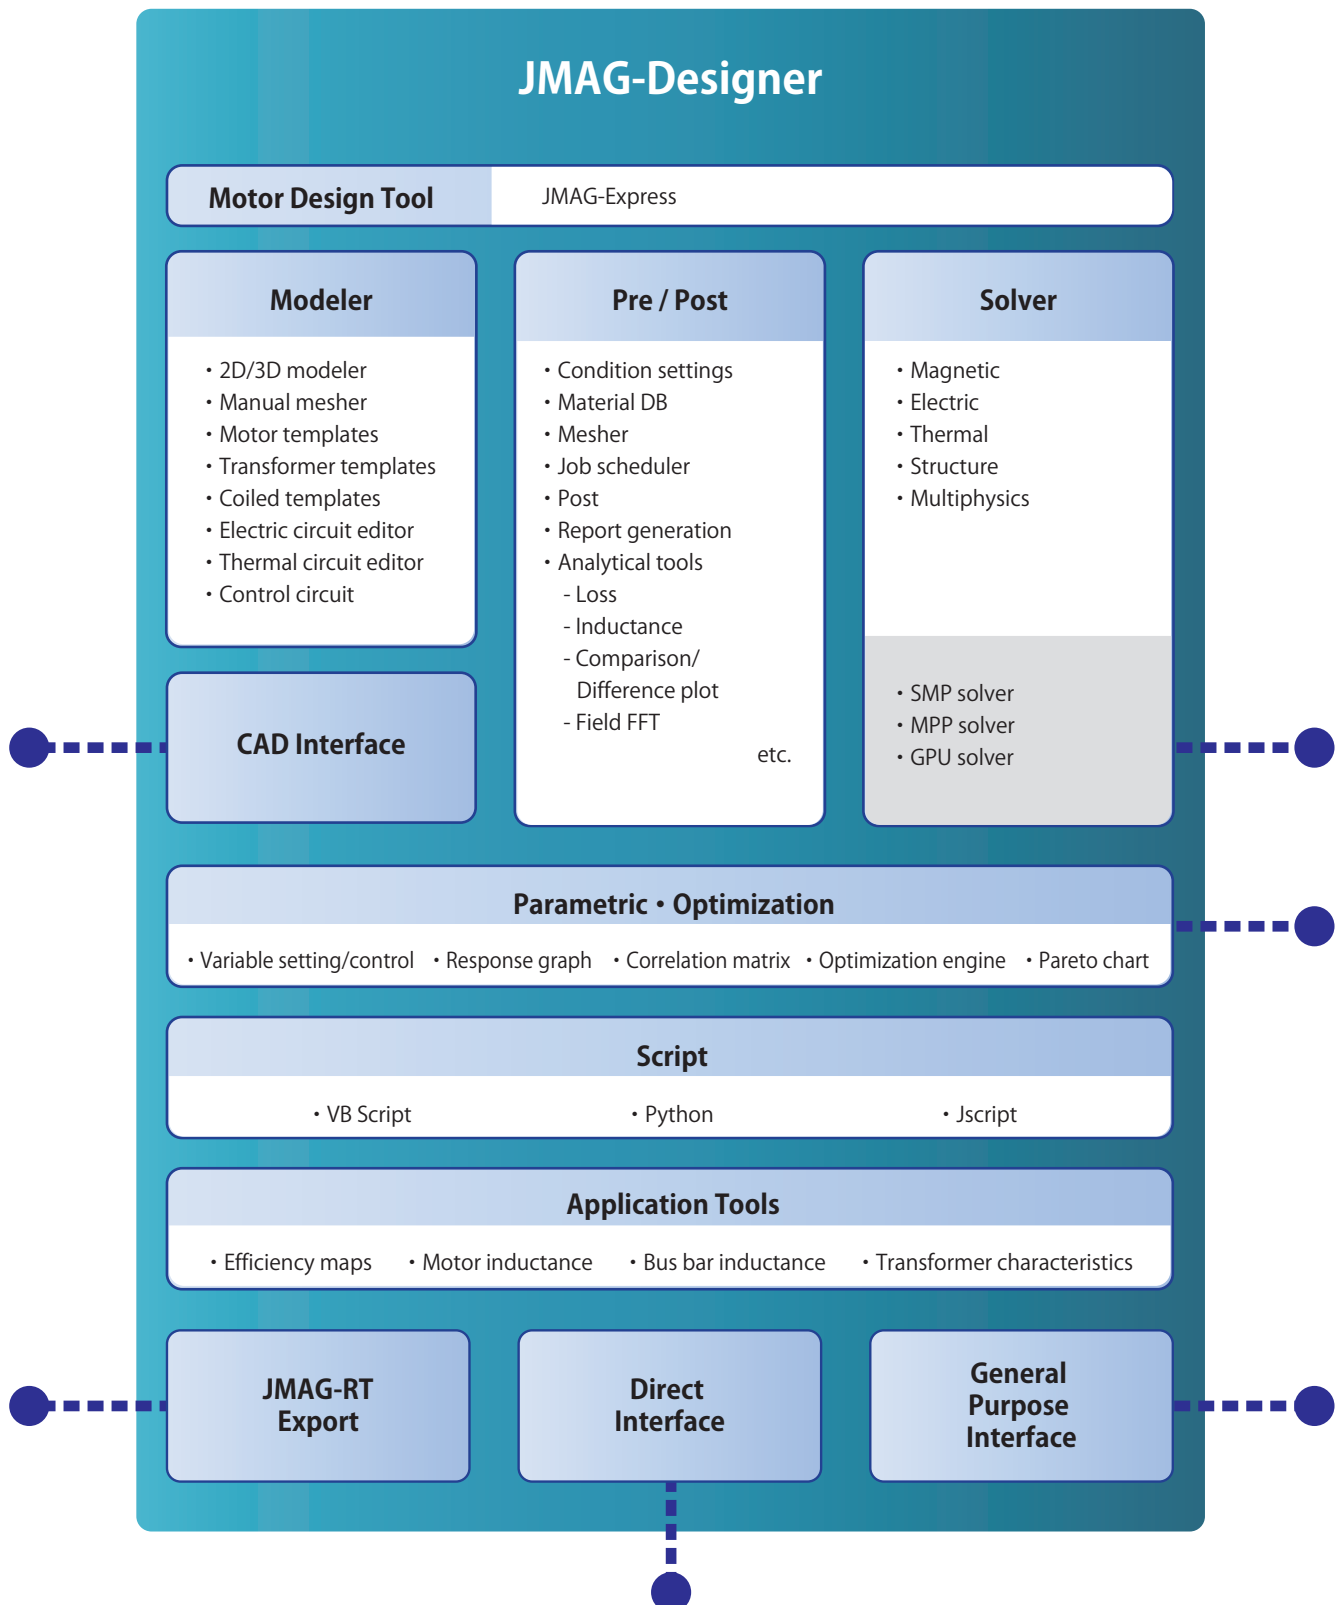 JMAG-Designer
Motor Design Tool
JMAG-Express
Modeler
・2D/3D modeler
・Manual mesher
・Motor templates
・Transformer templates
・Coiled templates
・Electric circuit editor
・Thermal circuit editor
・Control circuit
CAD Interface
Pre / Post
・Condition settings
・Material DB
・Mesher
・Job scheduler
・Post
・Report generation
・Analytical tools
- Loss
- Inductance
- Comparison/
Difference plot
- Field FFT
etc.
Solver
・Magnetic
・Electric
・Thermal
・Structure
・Multiphysics
・SMP solver
・MPP solver
・GPU solver
Parametric・Optimization
・Variable setting/control ・Response graph ・Correlation matrix ・Optimization engine ・Pareto chart
Script
・VB Script ・Python ・Jscript
Application Tools
・Efficiency maps ・Motor inductance ・Bus bar inductance ・Transformer characteristics
JMAG-RT
Export
Direct
Interface
General
Purpose
Interface